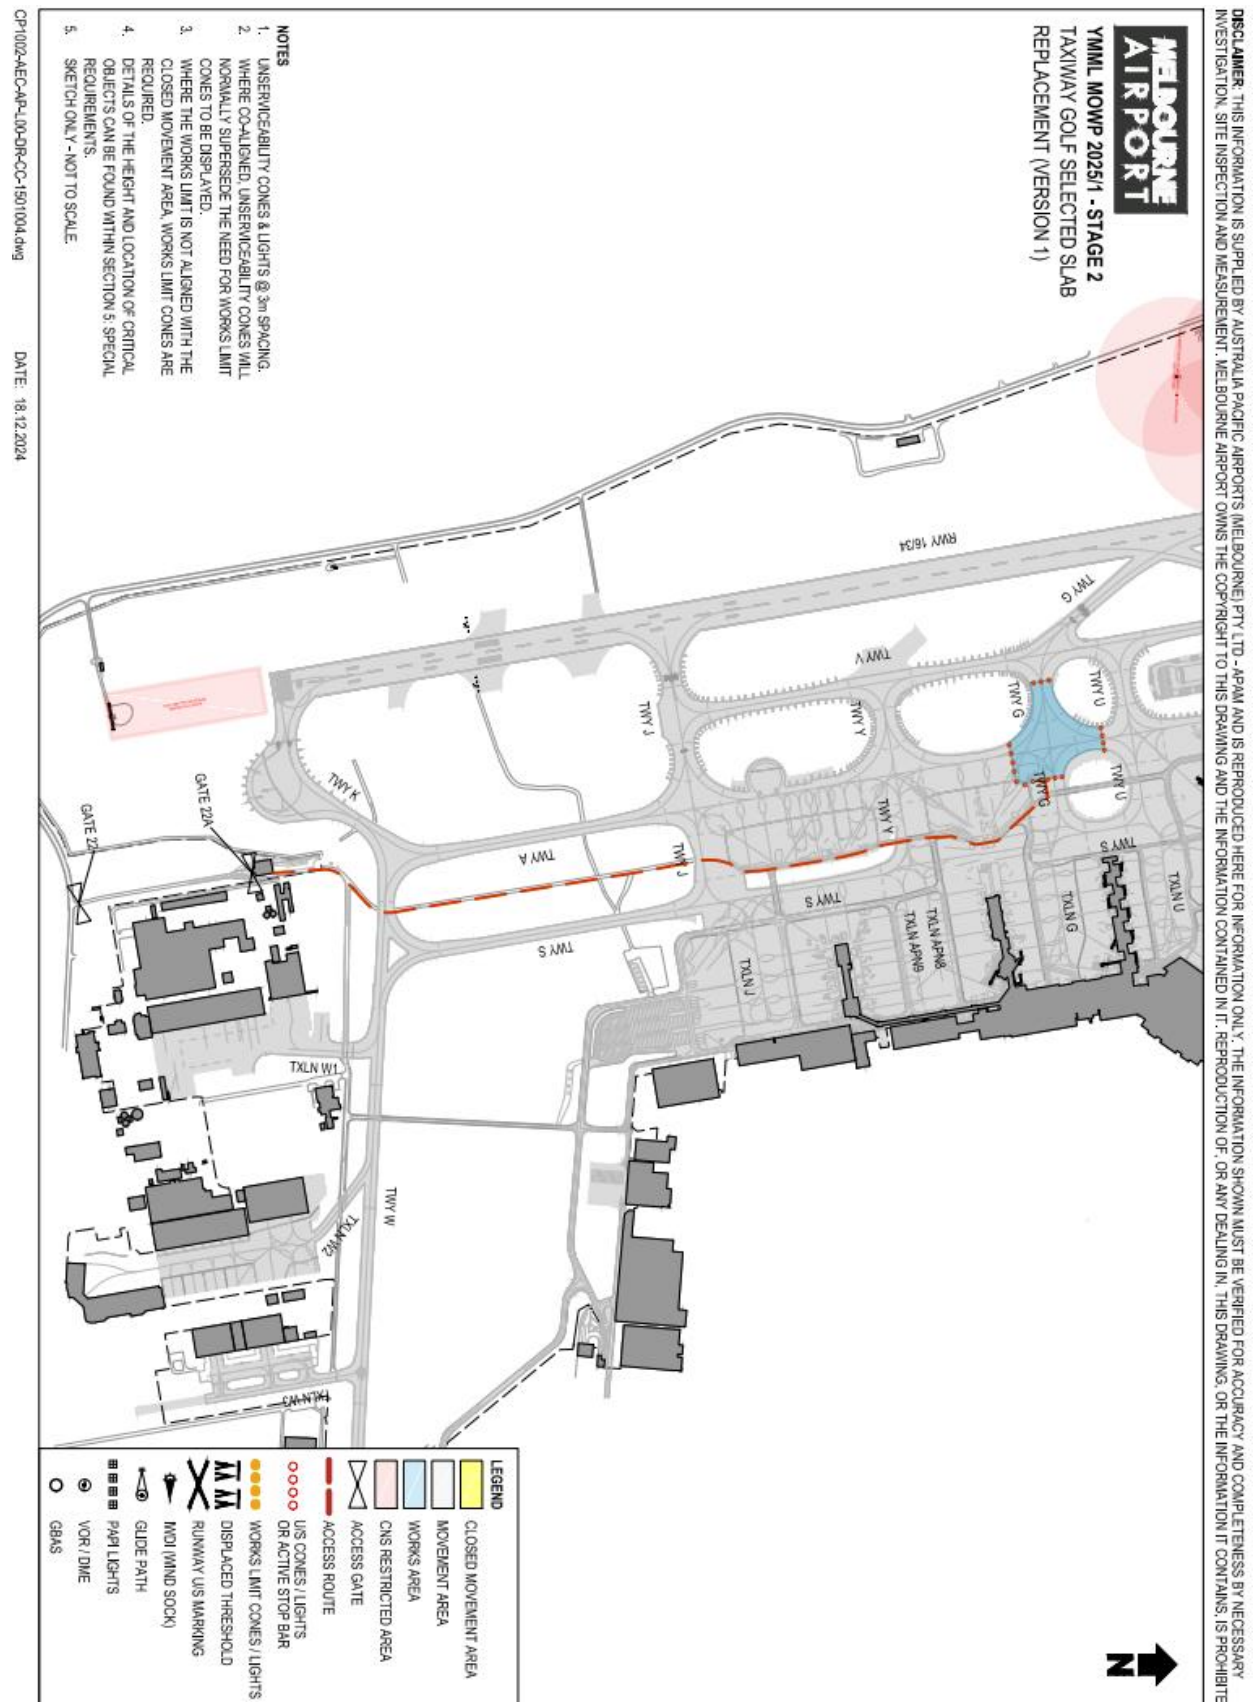 DISCLAIMER: THIS INFORMATION IS SUPPLIED BY AUSTRALIA PACIFIC AIRPORTS (MELBOURNE) PTY LTD - APAM AND IS REPRODUCED HERE FOR INFORMATION ONLY. THE INFORMATION SHOWN MUST BE VERIFIED FOR ACCURACY AND COMPLETENESS BY NECESSARY
INVESTIGATION, SITE INSPECTION AND MEASUREMENT. MELBOURNE AIRPORT OWNS THE COPYRIGHT TO THIS DRAWING AND THE INFORMATION CONTAINED IN IT. REPRODUCTION OF, OR ANY DEALING IN, THIS DRAWING, OR THE INFORMATION IT CONTAINS, IS PROHIBITE
MELBOURNE
AIRPORT
YMML MOWP 2025/1 - STAGE 2
TAXIWAY GOLF SELECTED SLAB
REPLACEMENT (VERSION 1)
RWY 16/34
TWY G
TWY V
TWY U
TWY G
TWY Y
TWY J
TWY U
TWY G
TWY Y
TWY S
TXLN U
TWY K
TWY A
TWY J
TWY S
TXLN G
TXLN APN8
TXLN APN9
GATE 22A
GATE 22
TWY S
TXLN J
TXLN W1
TWY W
TXLN W2
TXLN W3
NOTES
1. UNSERVICEABILITY CONES & LIGHTS @ 3m SPACING.
2. WHERE CO-ALIGNED, UNSERVICEABILITY CONES WILL
NORMALLY SUPERSEDE THE NEED FOR WORKS LIMIT
CONES TO BE DISPLAYED.
3. WHERE THE WORKS LIMIT IS NOT ALIGNED WITH THE
CLOSED MOVEMENT AREA, WORKS LIMIT CONES ARE
REQUIRED.
4. DETAILS OF THE HEIGHT AND LOCATION OF CRITICAL
OBJECTS CAN BE FOUND WITHIN SECTION 5: SPECIAL
REQUIREMENTS.
5. SKETCH ONLY - NOT TO SCALE.
N
LEGEND
CLOSED MOVEMENT AREA
MOVEMENT AREA
WORKS AREA
CNS RESTRICTED AREA
ACCESS GATE
ACCESS ROUTE
U/S CONES / LIGHTS
OR ACTIVE STOP BAR
WORKS LIMIT CONES / LIGHTS
DISPLACED THRESHOLD
RUNWAY U/S MARKING
IWDI (WIND SOCK)
GLIDE PATH
PAPI LIGHTS
VOR / DME
GBAS
CP1002-AEC-AP-L00-DR-CC-1501004.dwg
DATE: 18.12.2024